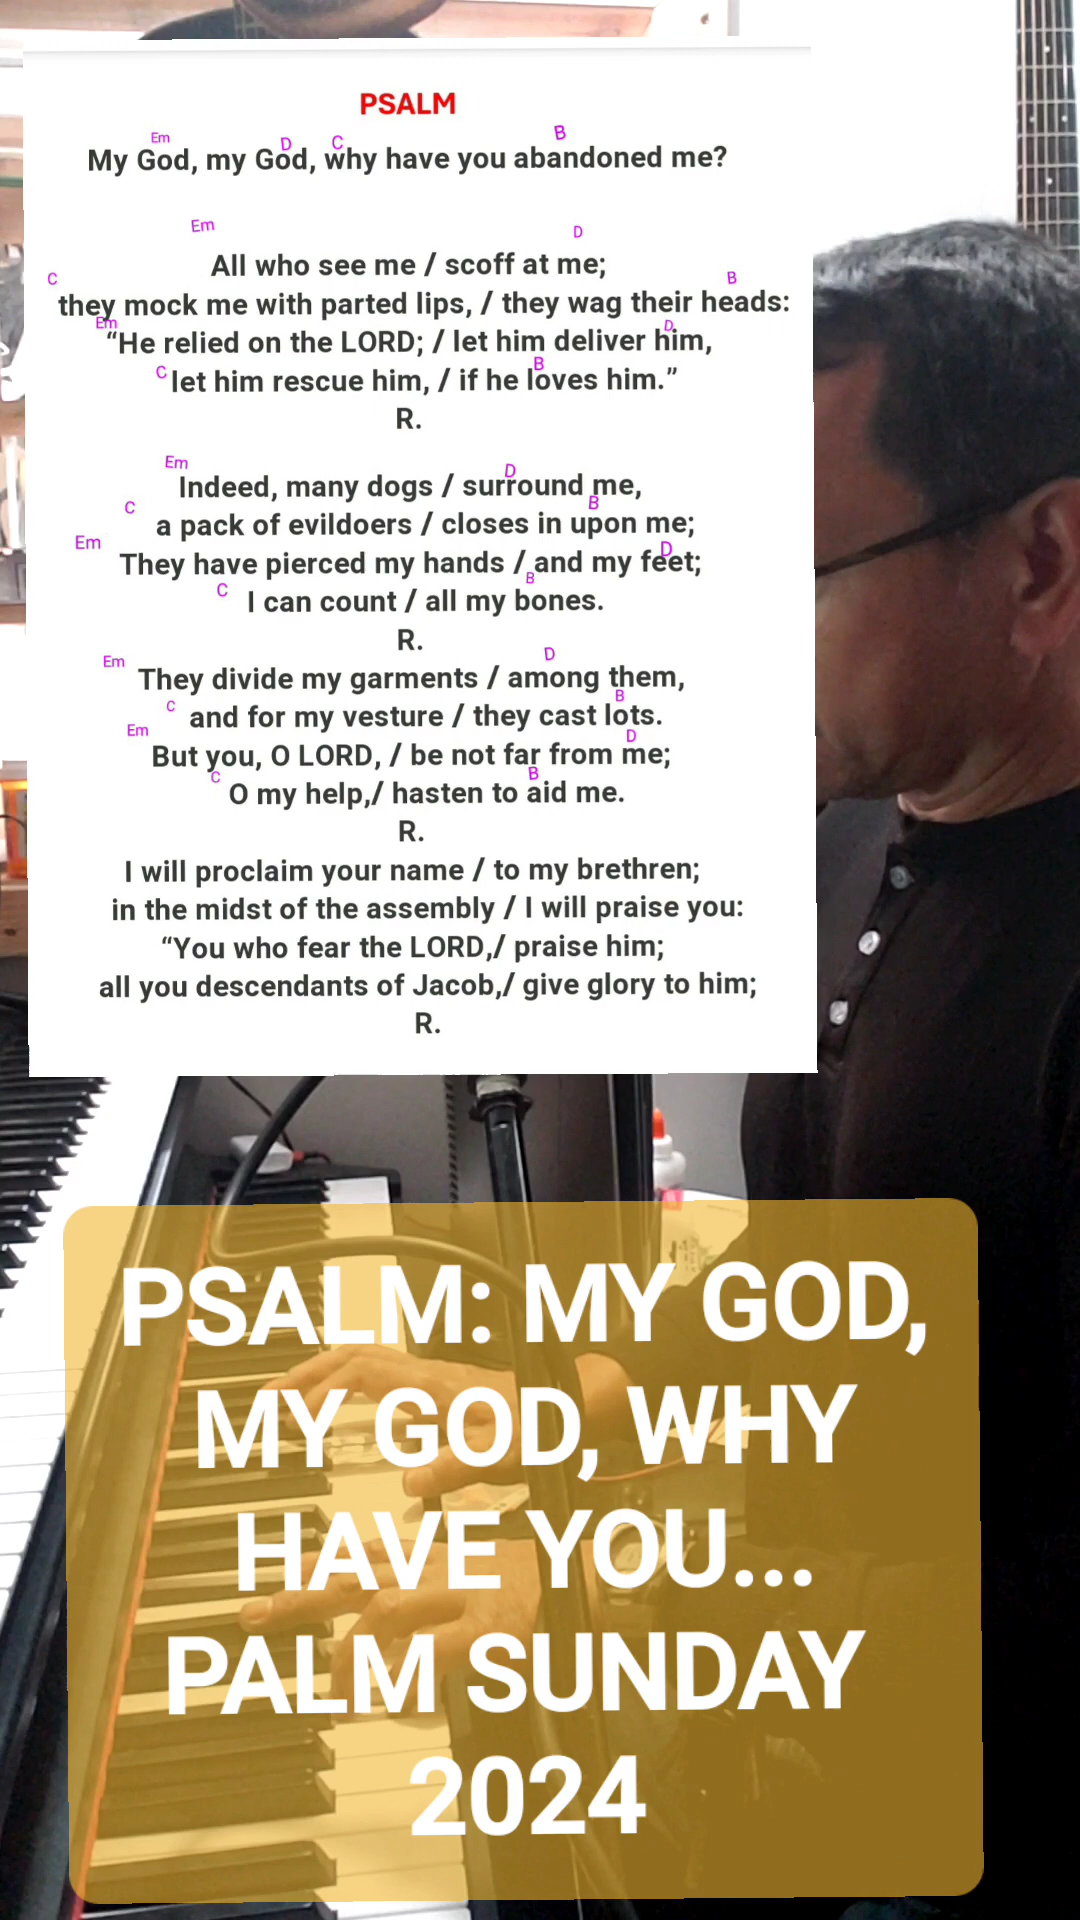 PSALM
Em D C B
My God, my God, why have you abandoned me?
Em D
All who see me / scoff at me;
C B
they mock me with parted lips, / they wag their heads:
Em D
“He relied on the LORD; / let him deliver him,
C B
let him rescue him, / if he loves him.”
R.
Em D
Indeed, many dogs / surround me,
C B
a pack of evildoers / closes in upon me;
Em D
They have pierced my hands / and my feet;
C B
I can count / all my bones.
R.
Em D
They divide my garments / among them,
C B
and for my vesture / they cast lots.
Em D
But you, O LORD, / be not far from me;
C B
O my help,/ hasten to aid me.
R.
I will proclaim your name / to my brethren;
in the midst of the assembly / I will praise you:
“You who fear the LORD,/ praise him;
all you descendants of Jacob,/ give glory to him;
R.
PSALM: MY GOD,
MY GOD, WHY
HAVE YOU...
PALM SUNDAY
2024